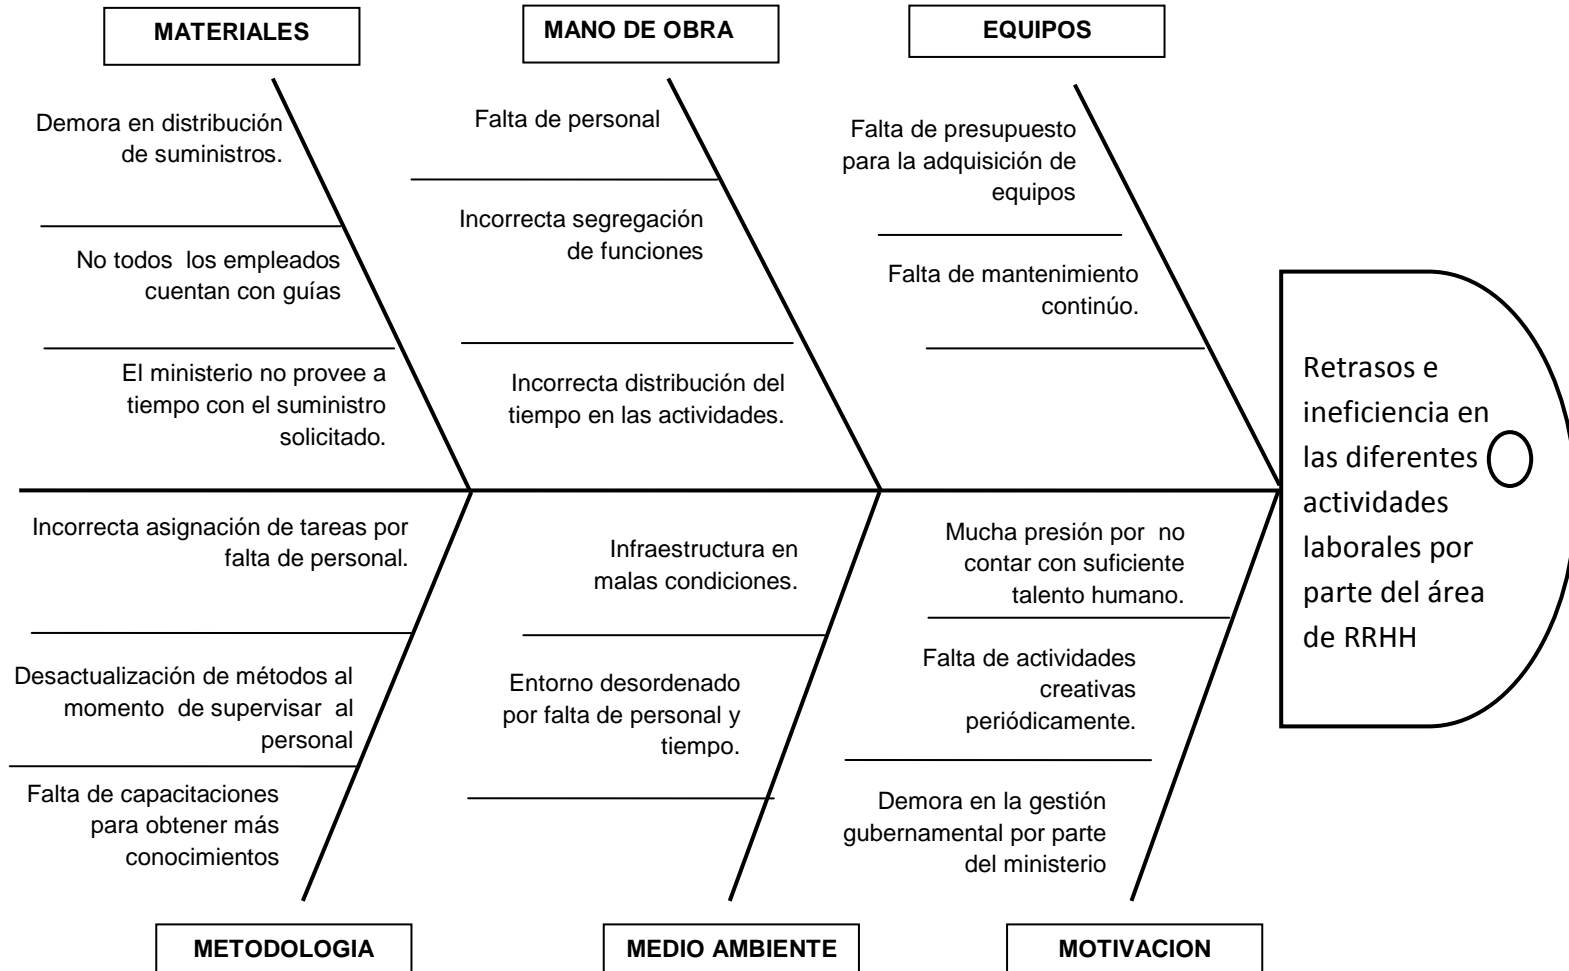 MATERIALES
MANO DE OBRA
EQUIPOS
Demora en distribución
de suministros.
No todos los empleados
cuentan con guías
El ministerio no provee a
tiempo con el suministro
solicitado.
Falta de personal
Incorrecta segregación
de funciones
Incorrecta distribución del
tiempo en las actividades.
Falta de presupuesto
para la adquisición de
equipos
Falta de mantenimiento
continúo.
Retrasos e
ineficiencia en
las diferentes
actividades
laborales por
parte del área
de RRHH
Incorrecta asignación de tareas por
falta de personal.
Desactualización de métodos al
momento de supervisar al
personal
Falta de capacitaciones
para obtener más
conocimientos
Infraestructura en
malas condiciones.
Entorno desordenado
por falta de personal y
tiempo.
Mucha presión por no
contar con suficiente
talento humano.
Falta de actividades
creativas
periódicamente.
Demora en la gestión
gubernamental por parte
del ministerio
METODOLOGIA
MEDIO AMBIENTE
MOTIVACION